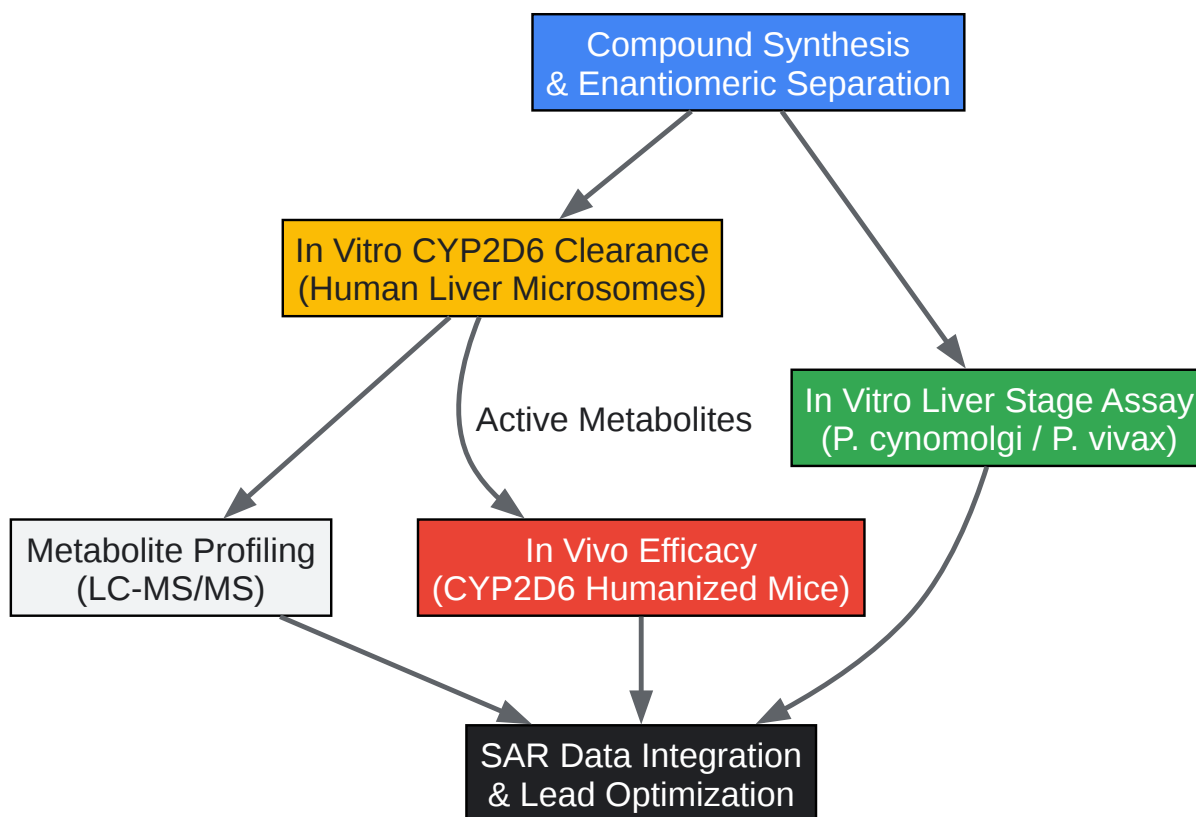 Compound Synthesis
& Enantiomeric Separation
In Vitro CYP2D6 Clearance
(Human Liver Microsomes)
In Vitro Liver Stage Assay
(P. cynomolgi / P. vivax)
Active Metabolites
Metabolite Profiling
(LC-MS/MS)
In Vivo Efficacy
(CYP2D6 Humanized Mice)
SAR Data Integration
& Lead Optimization